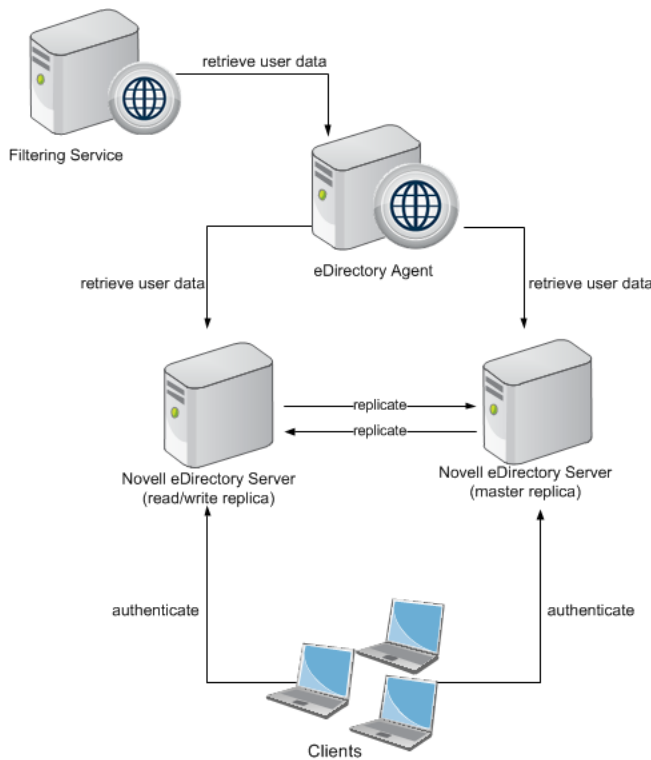 retrieve user data
Filtering Service
eDirectory Agent
retrieve user data
retrieve user data
replicate
replicate
Novell eDirectory Server
(read/write replica)
Novell eDirectory Server
(master replica)
authenticate
authenticate
Clients